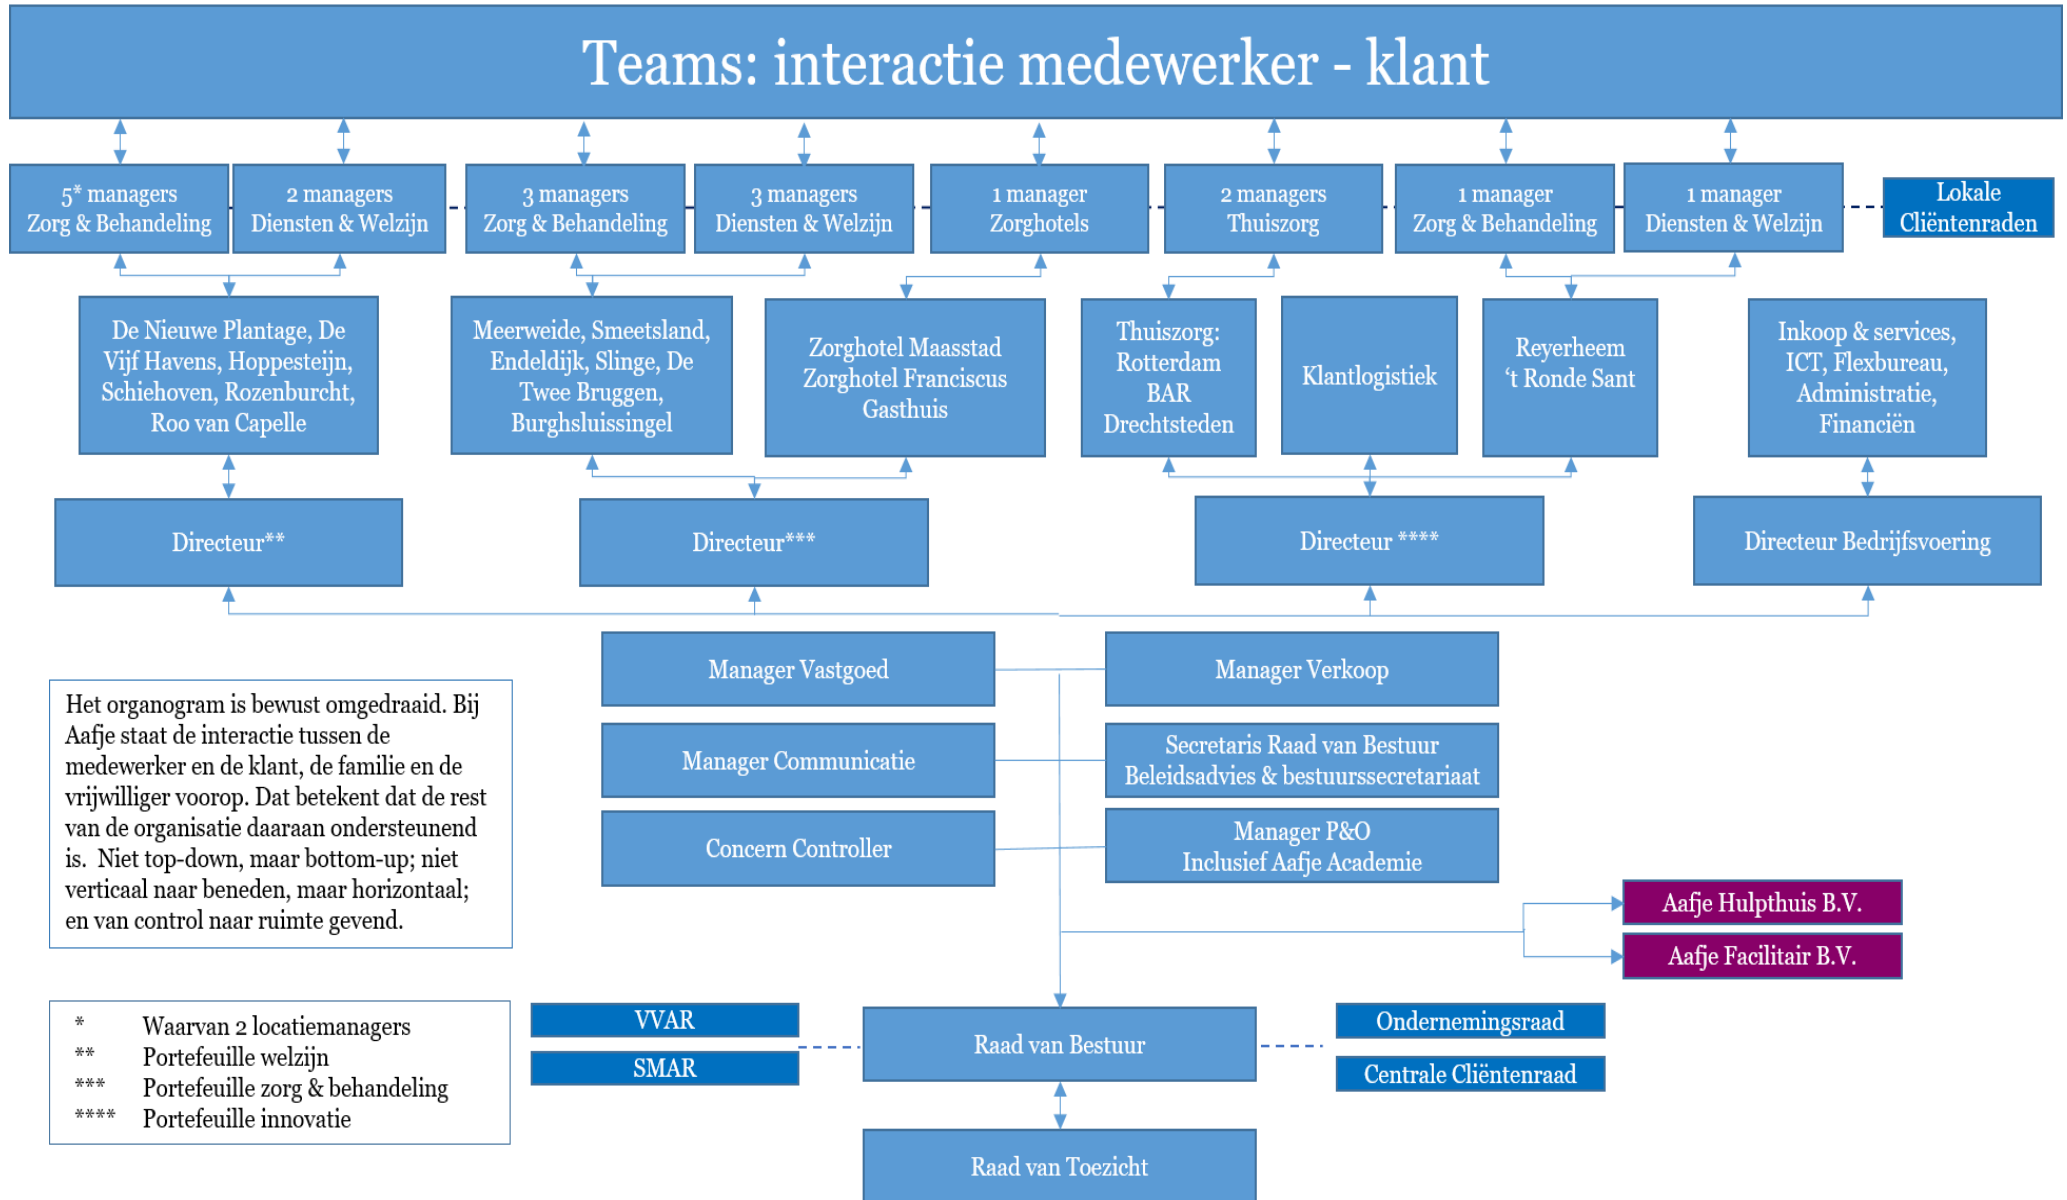 Teams: interactie medewerker - klant
5* managers
Zorg & Behandeling
2 managers
Diensten & Welzijn
3 managers
Zorg & Behandeling
3 managers
Diensten & Welzijn
1 manager
Zorghotels
2 managers
Thuiszorg
1 manager
Zorg & Behandeling
1 manager
Diensten & Welzijn
Lokale
Cliëntenraden
De Nieuwe Plantage, De
Vijf Havens, Hoppesteijn,
Schiehoven, Rozenburcht,
Roo van Capelle
Meerweide, Smeetsland,
Endeldijk, Slinge, De
Twee Bruggen,
Burghsluissingel
Zorghotel Maasstad
Zorghotel Franciscus
Gasthuis
Thuiszorg:
Rotterdam
BAR
Drechtsteden
Klantlogistiek
Reyerheem
‘t Ronde Sant
Inkoop & services,
ICT, Flexbureau,
Administratie,
Financiën
Directeur**
Directeur***
Directeur ****
Directeur Bedrijfsvoering
Manager Vastgoed
Manager Verkoop
Manager Communicatie
Secretaris Raad van Bestuur
Beleidsadvies & bestuurssecretariaat
Concern Controller
Manager P&O
Inclusief Aafje Academie
Het organogram is bewust omgedraaid. Bij
Aafje staat de interactie tussen de
medewerker en de klant, de familie en de
vrijwilliger voorop. Dat betekent dat de rest
van de organisatie daaraan ondersteunend
is.  Niet top-down, maar bottom-up; niet
verticaal naar beneden, maar horizontaal;
en van control naar ruimte gevend.
Aafje Hulpthuis B.V.
Aafje Facilitair B.V.
* Waarvan 2 locatiemanagers
** Portefeuille welzijn
*** Portefeuille zorg & behandeling
**** Portefeuille innovatie
VVAR
SMAR
Raad van Bestuur
Ondernemingsraad
Centrale Cliëntenraad
Raad van Toezicht